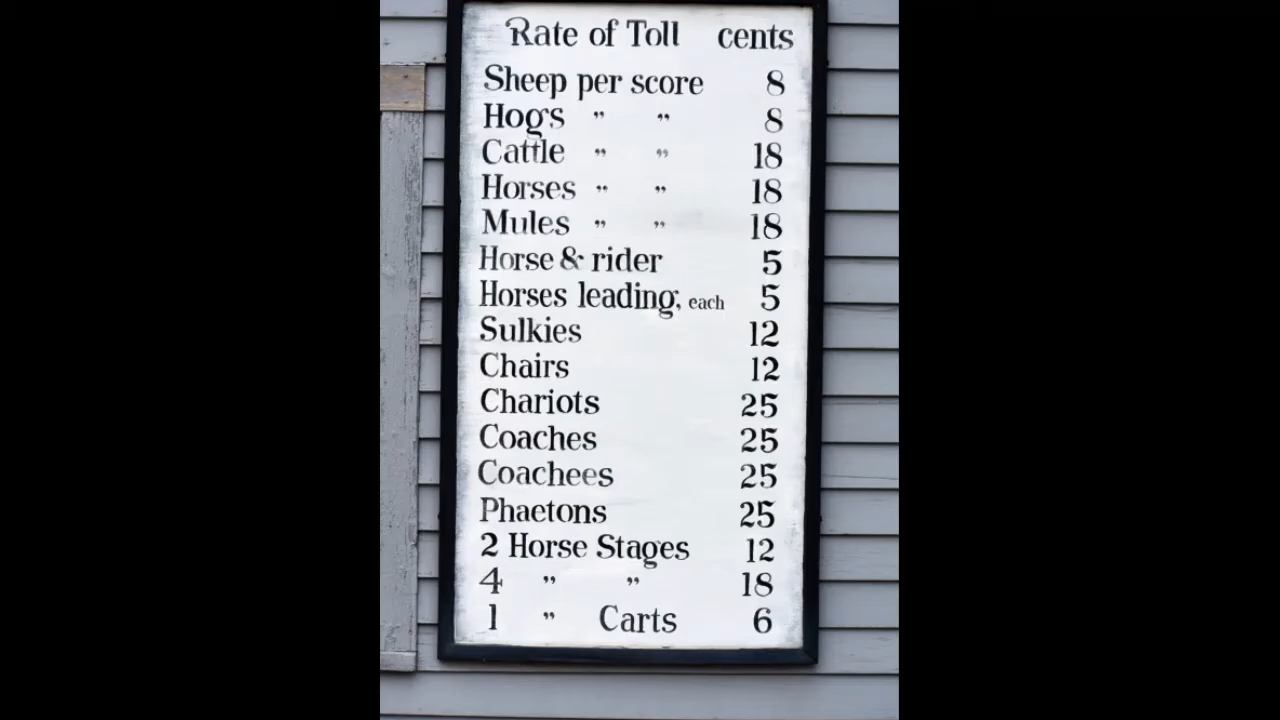 Rate of Toll cents
Sheep per score 8
Hogs " " 8
Cattle " " 18
Horses " " 18
Mules " " 18
Horse & rider 5
Horses leading, each 5
Sulkies 12
Chairs 12
Chariots 25
Coaches 25
Coachees 25
Phaetons 25
2 Horse Stages 12
4 " " 18
1 " Carts 6